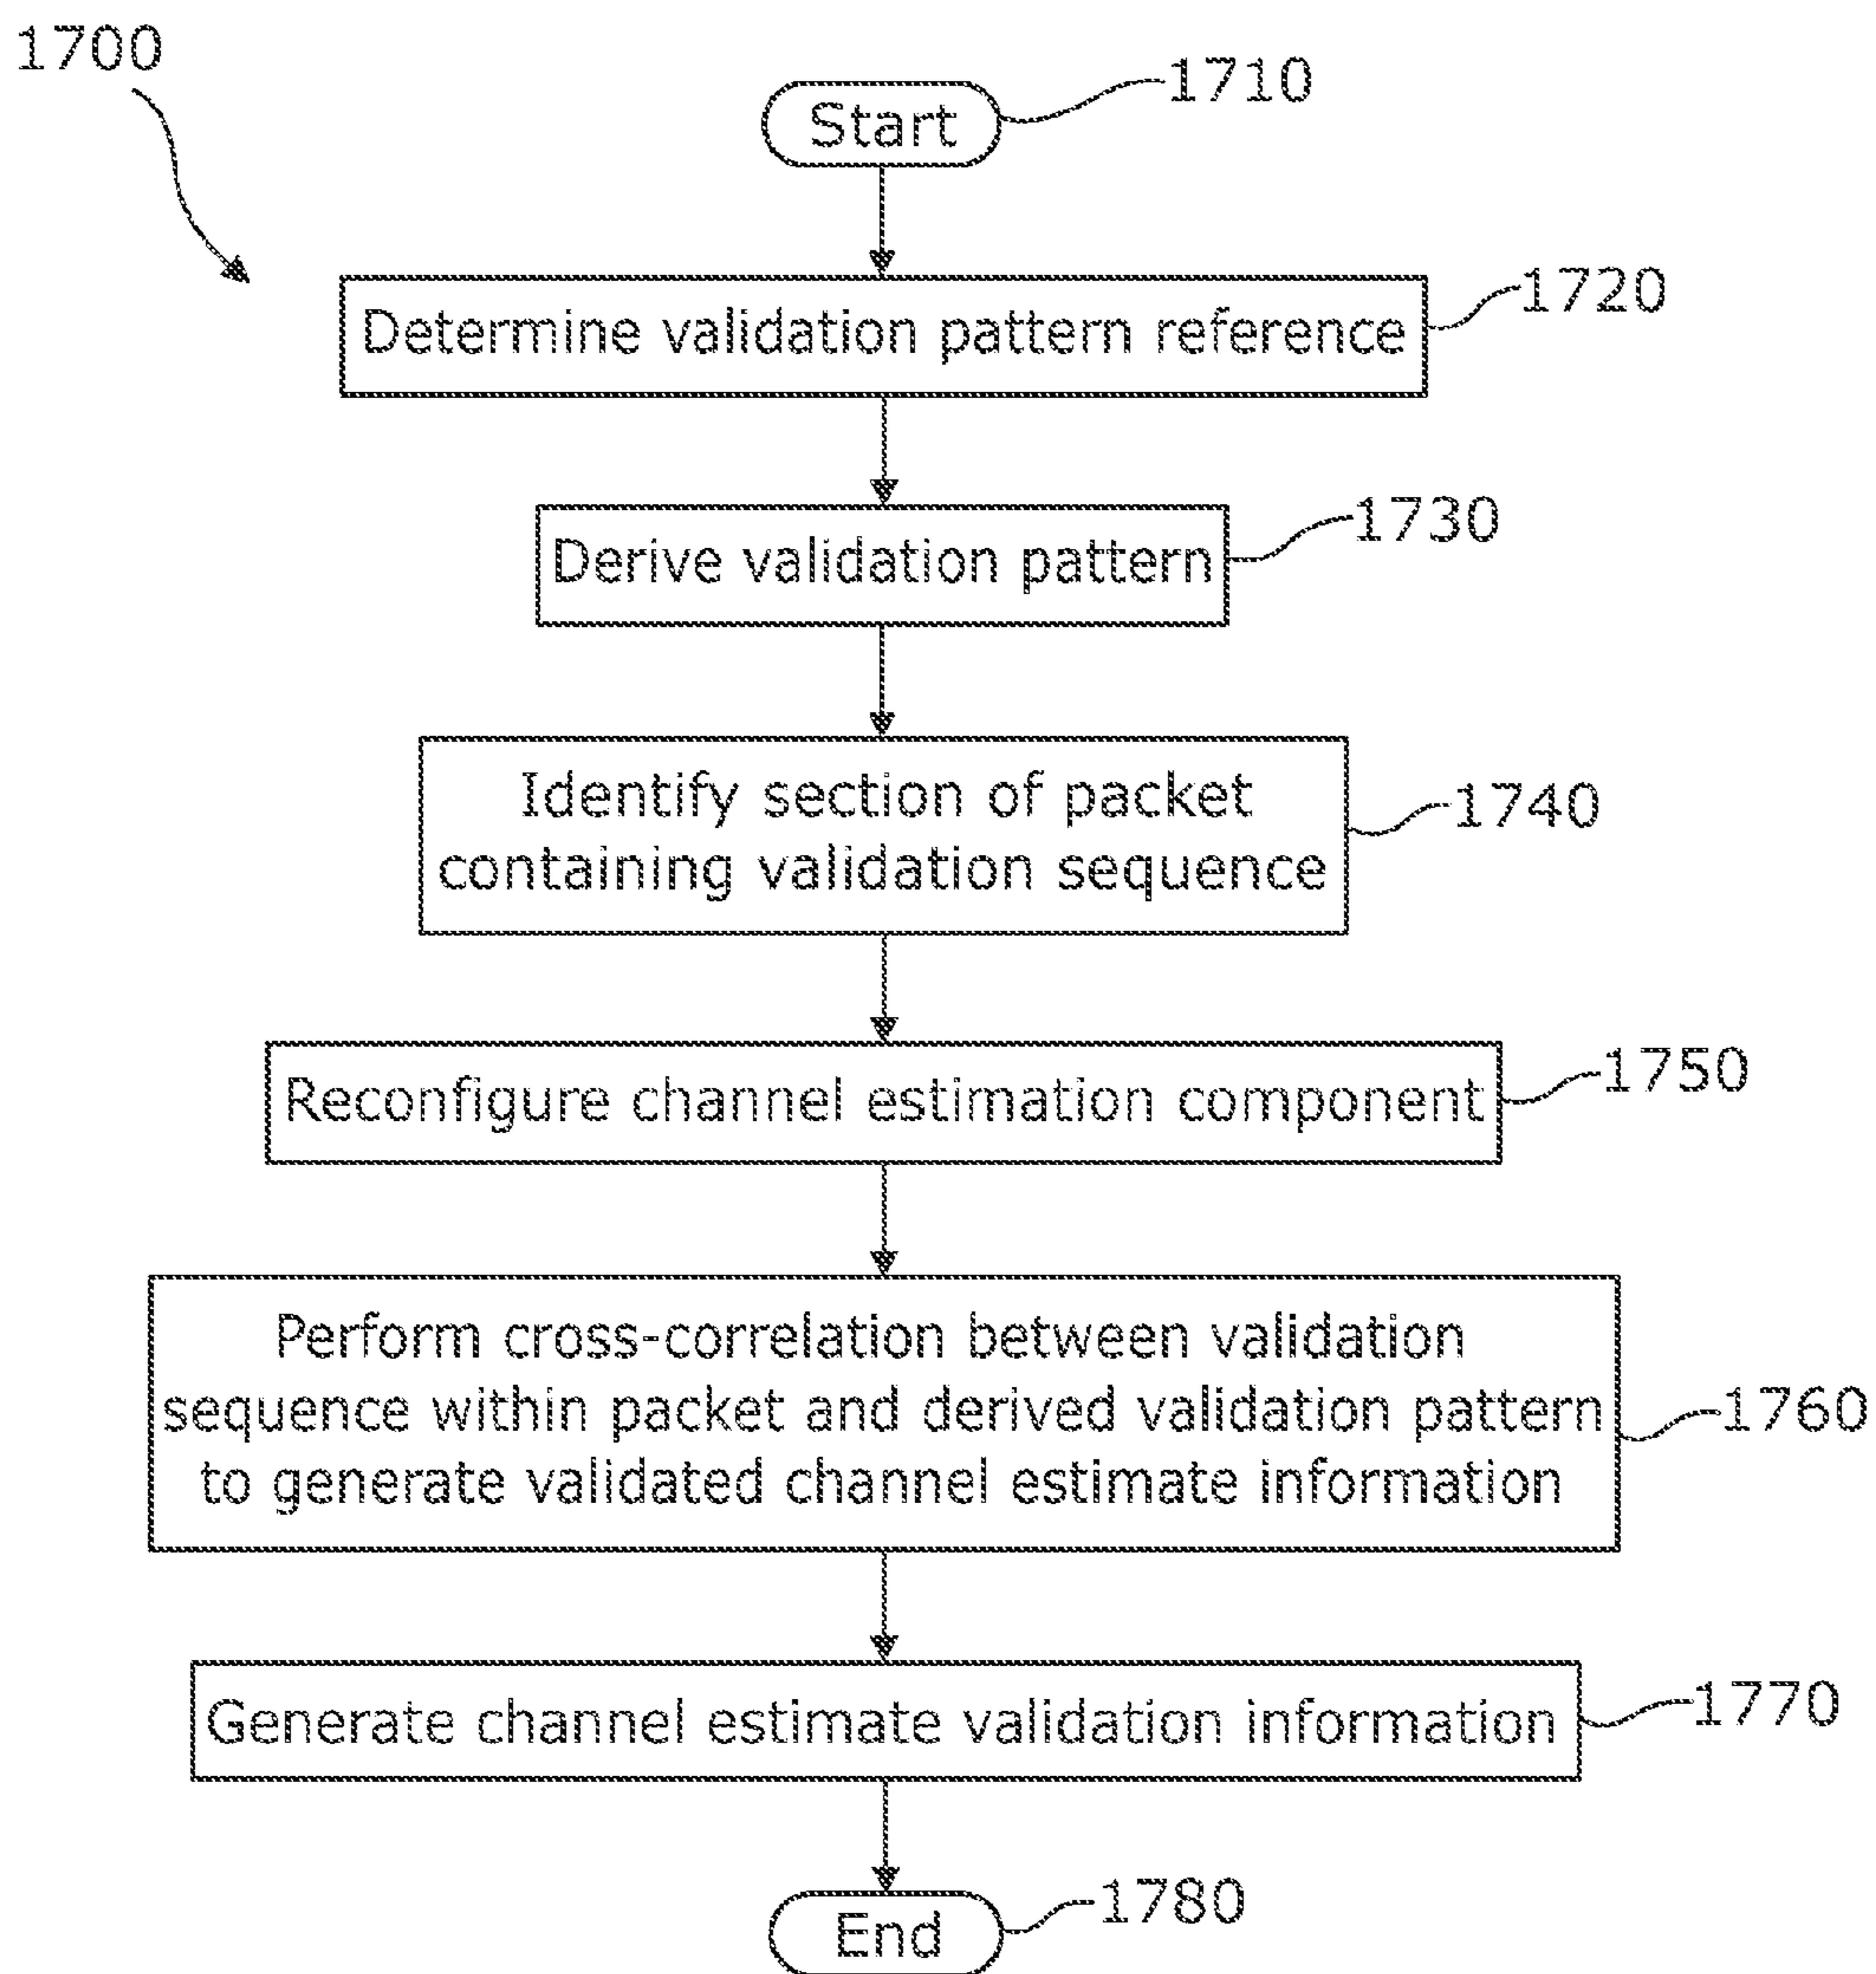 1700
Start
1710
Determine validation pattern reference
1720
Derive validation pattern
1730
Identify section of packet
containing validation sequence
1740
Reconfigure channel estimation component
1750
Perform cross-correlation between validation
sequence within packet and derived validation pattern
to generate validated channel estimate information
1760
Generate channel estimate validation information
1770
End
1780